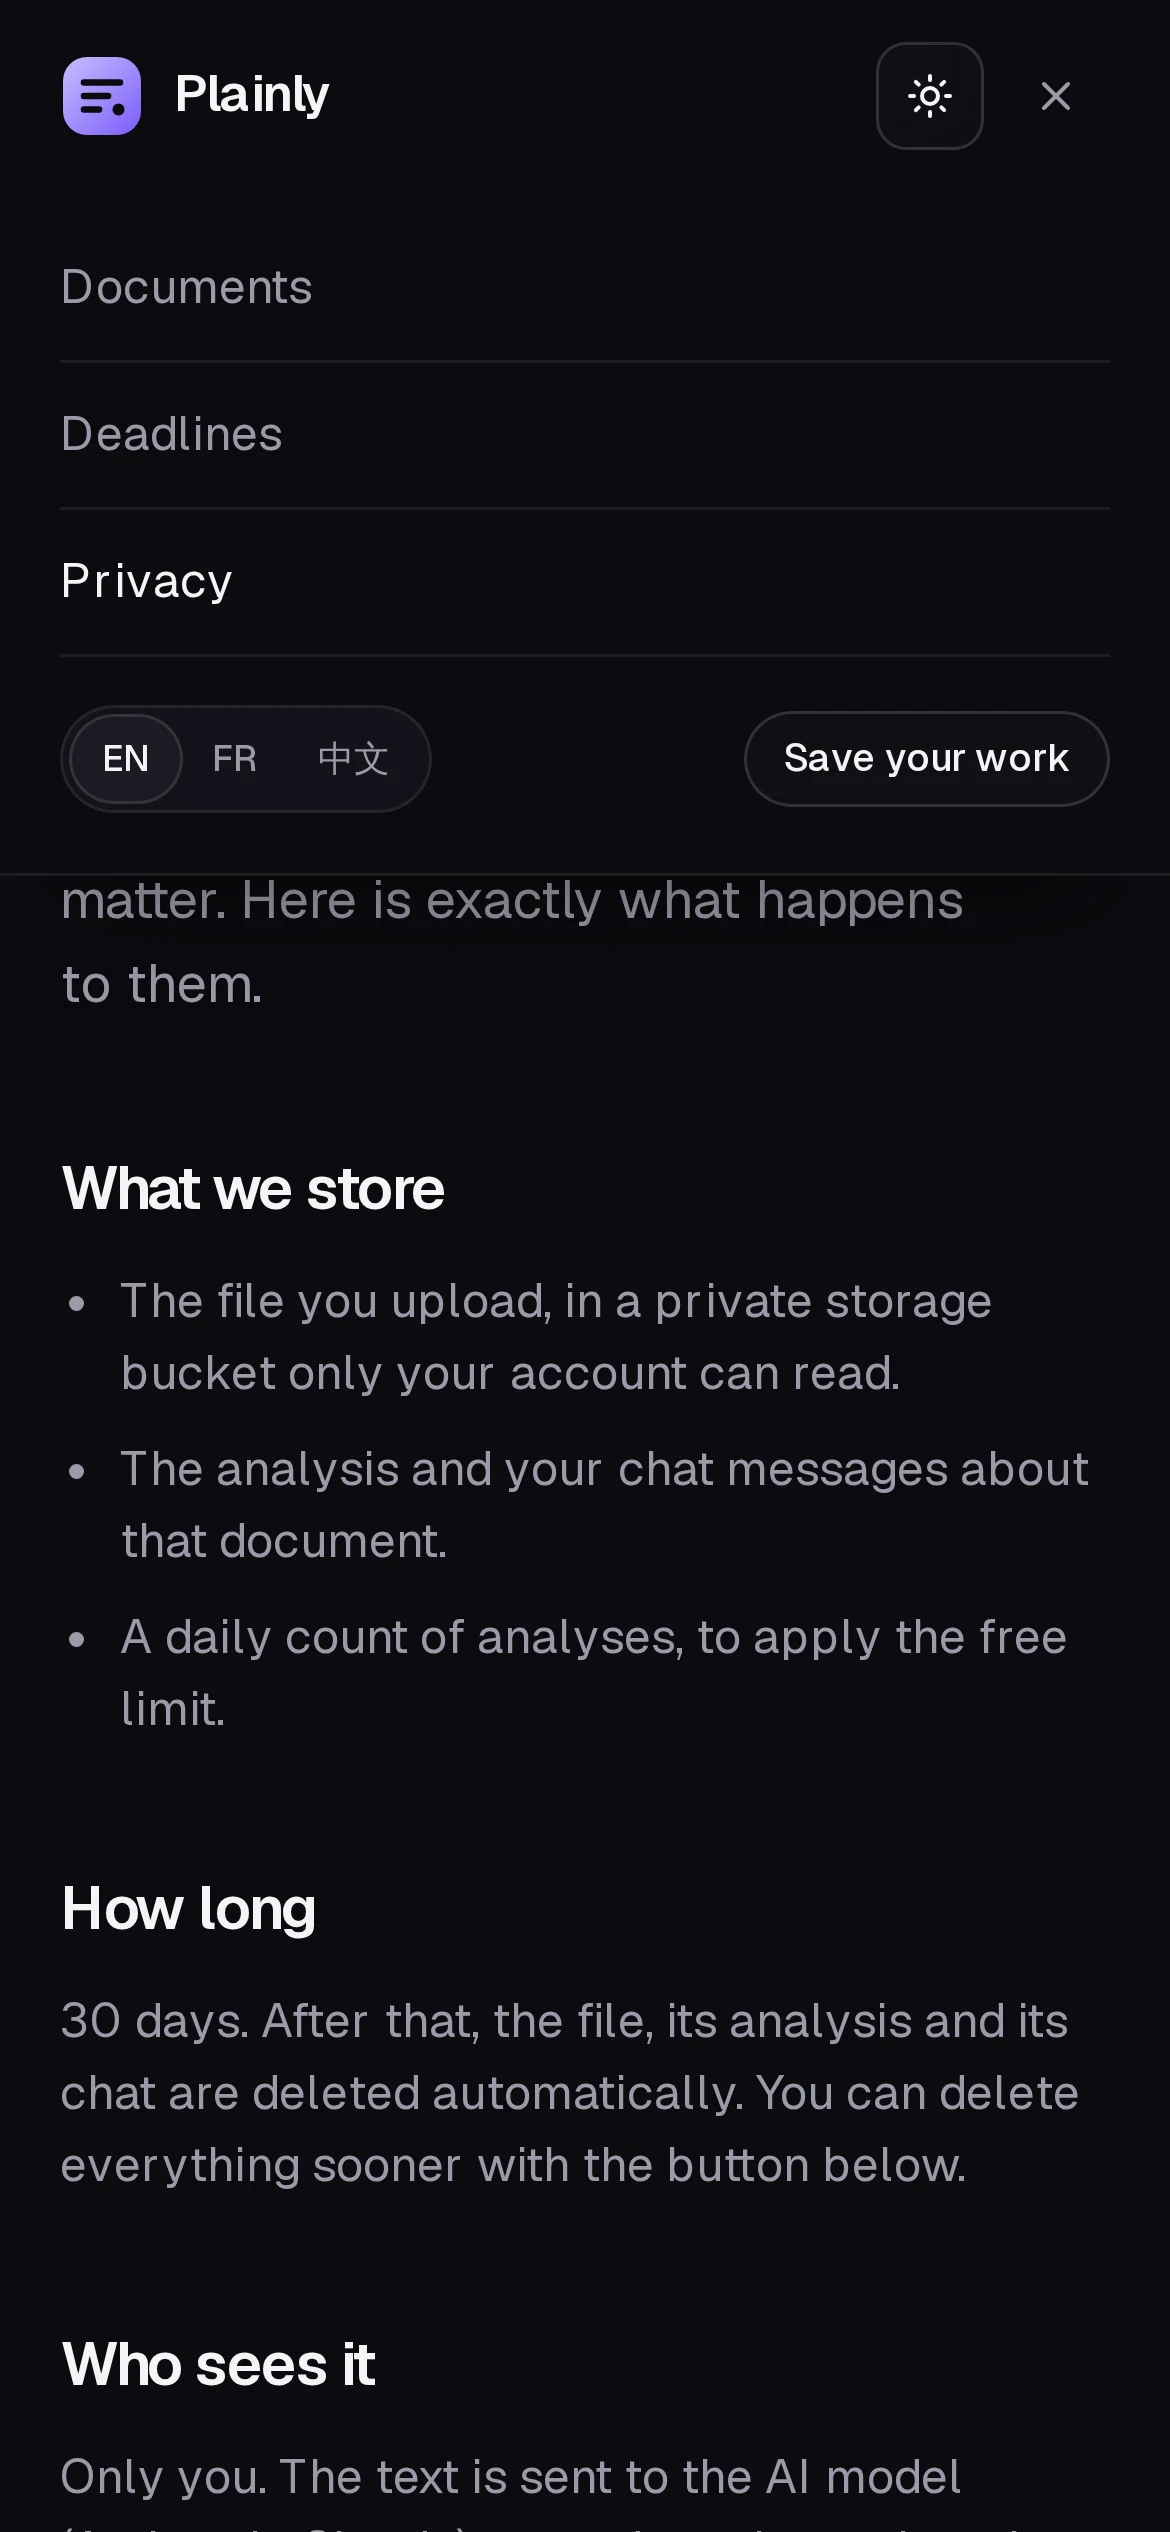 Plainly
Documents
Deadlines
Privacy
EN FR 中文
Save your work
matter. Here is exactly what happens
to them.
What we store
• The file you upload, in a private storage
bucket only your account can read.
• The analysis and your chat messages about
that document.
• A daily count of analyses, to apply the free
limit.
How long
30 days. After that, the file, its analysis and its
chat are deleted automatically. You can delete
everything sooner with the button below.
Who sees it
Only you. The text is sent to the AI model